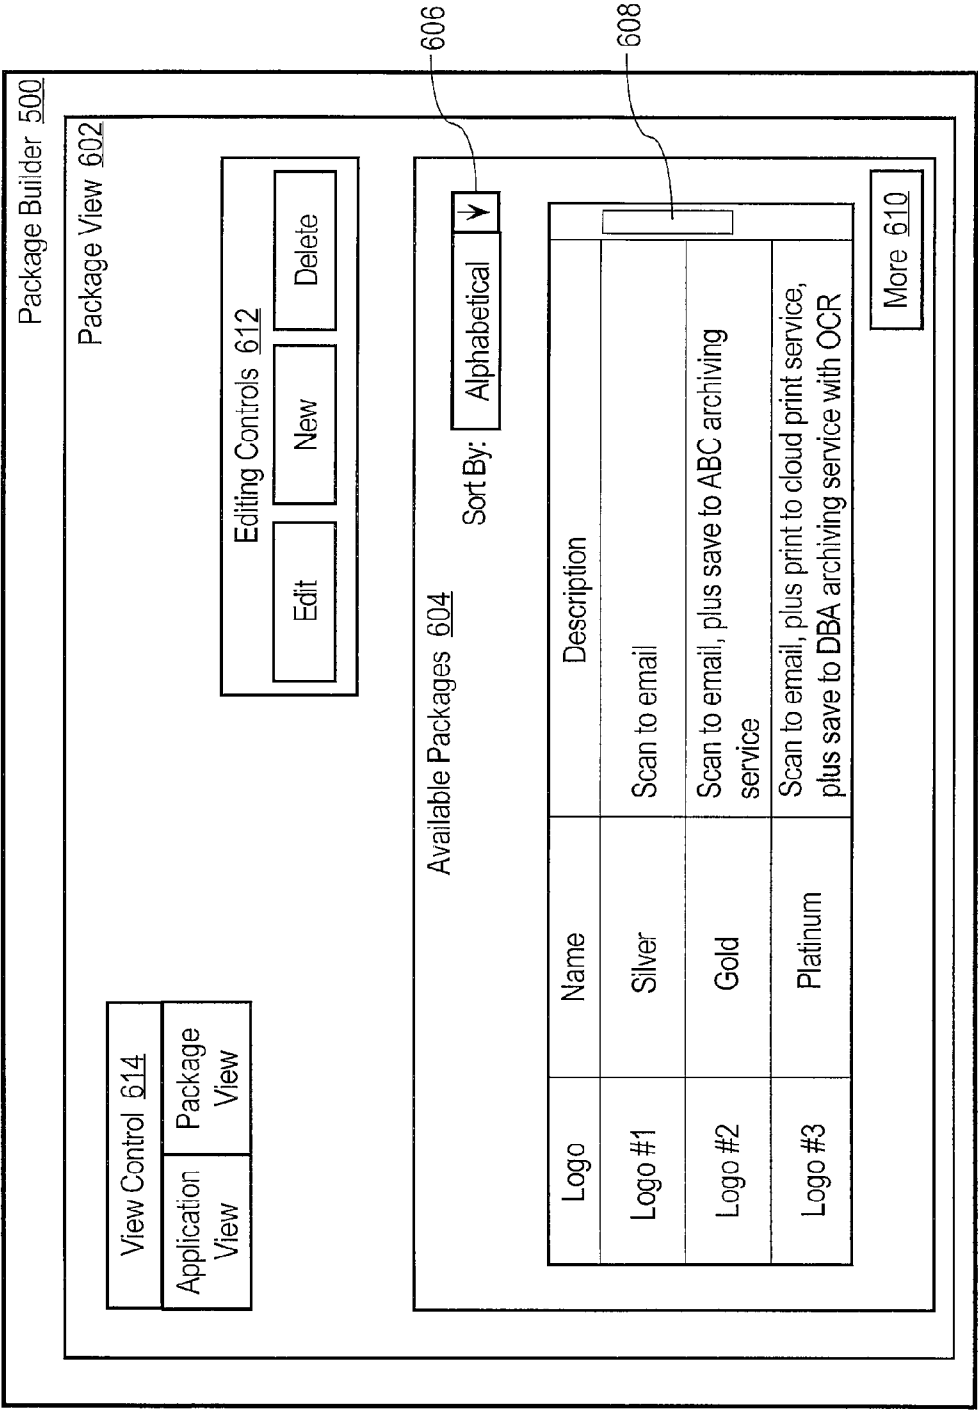 Package Builder 500
Package View 602
View Control 614
Application View
Package View
Editing Controls 612
Edit
New
Delete
Available Packages 604
Sort By:
Alphabetical
606
Logo
Name
Description
Logo #1
Silver
Scan to email
Logo #2
Gold
Scan to email, plus save to ABC archiving
service
Logo #3
Platinum
Scan to email, plus print to cloud print service,
plus save to DBA archiving service with OCR
608
More 610